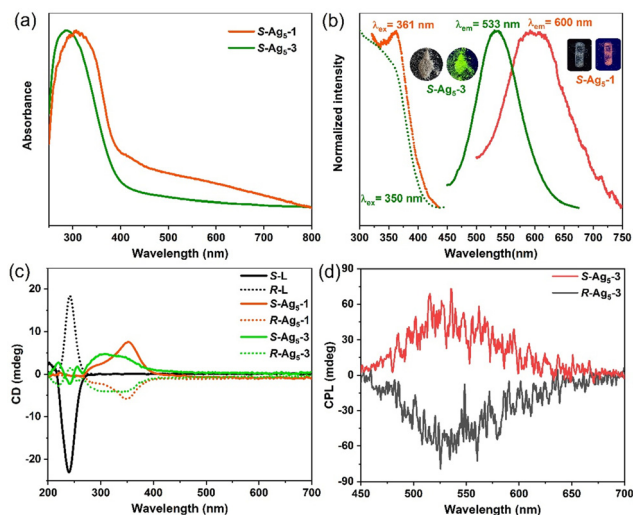 (a)
S-Ag5-1
S-Ag5-3
Absorbance
300 400 500 600 700 800
Wavelength (nm)
(b)
λex= 361 nm
λem= 533 nm
λem= 600 nm
S-Ag5-3
S-Ag5-1
λex= 350 nm
Normalized intensity
350 400 450 500 550 600 650 700 750
Wavelength(nm)
(c)
S-L
R-L
S-Ag5-1
R-Ag5-1
S-Ag5-3
R-Ag5-3
20
10
0
-10
-20
CD (mdeg)
200 300 400 500 600 700
Wavelength (nm)
(d)
S-Ag5-3
R-Ag5-3
90
60
30
0
-30
-60
-90
CPL (mdeg)
450 500 550 600 650 700
Wavelength (nm)